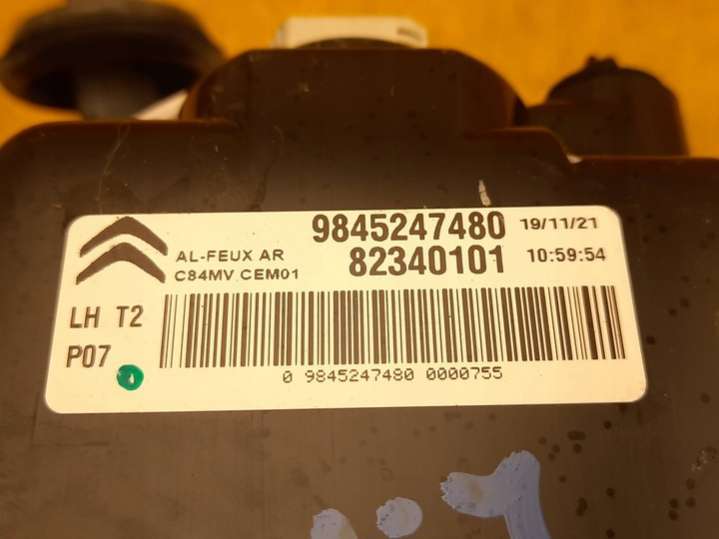 9845247480 19/11/21
AL-FEUX AR 82340101 10:59:54
C84MV.CEM01
LH T2
P07
0 9845247480 0000755